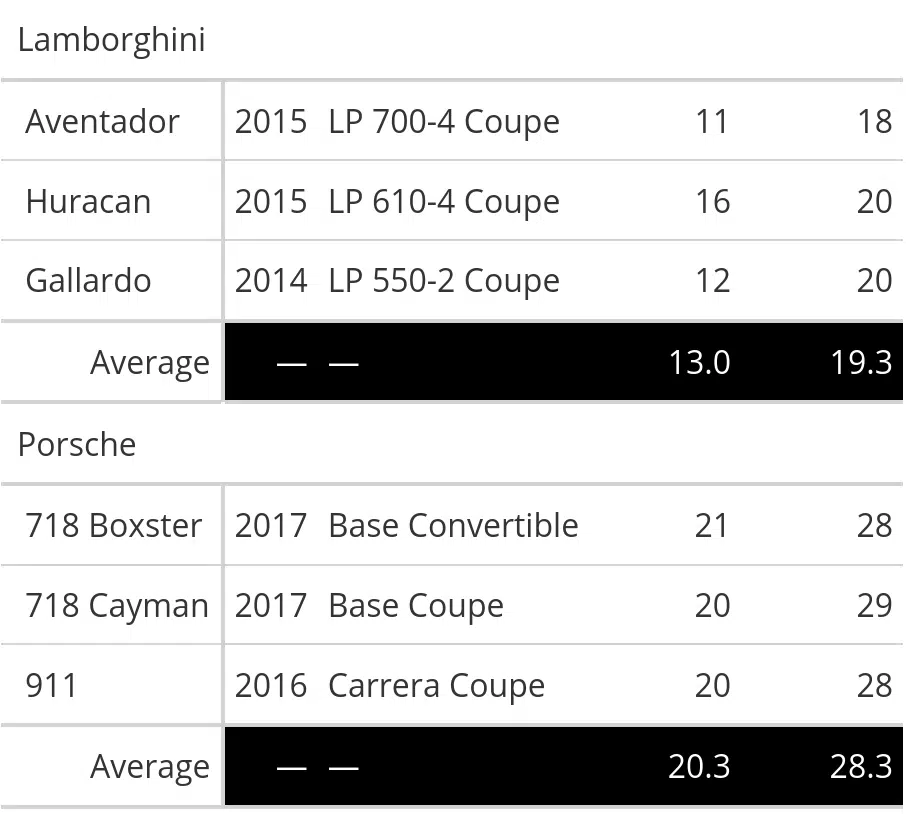 Lamborghini
Aventador 2015 LP 700-4 Coupe 11 18
Huracan 2015 LP 610-4 Coupe 16 20
Gallardo 2014 LP 550-2 Coupe 12 20
Average — — 13.0 19.3
Porsche
718 Boxster 2017 Base Convertible 21 28
718 Cayman 2017 Base Coupe 20 29
911 2016 Carrera Coupe 20 28
Average — — 20.3 28.3